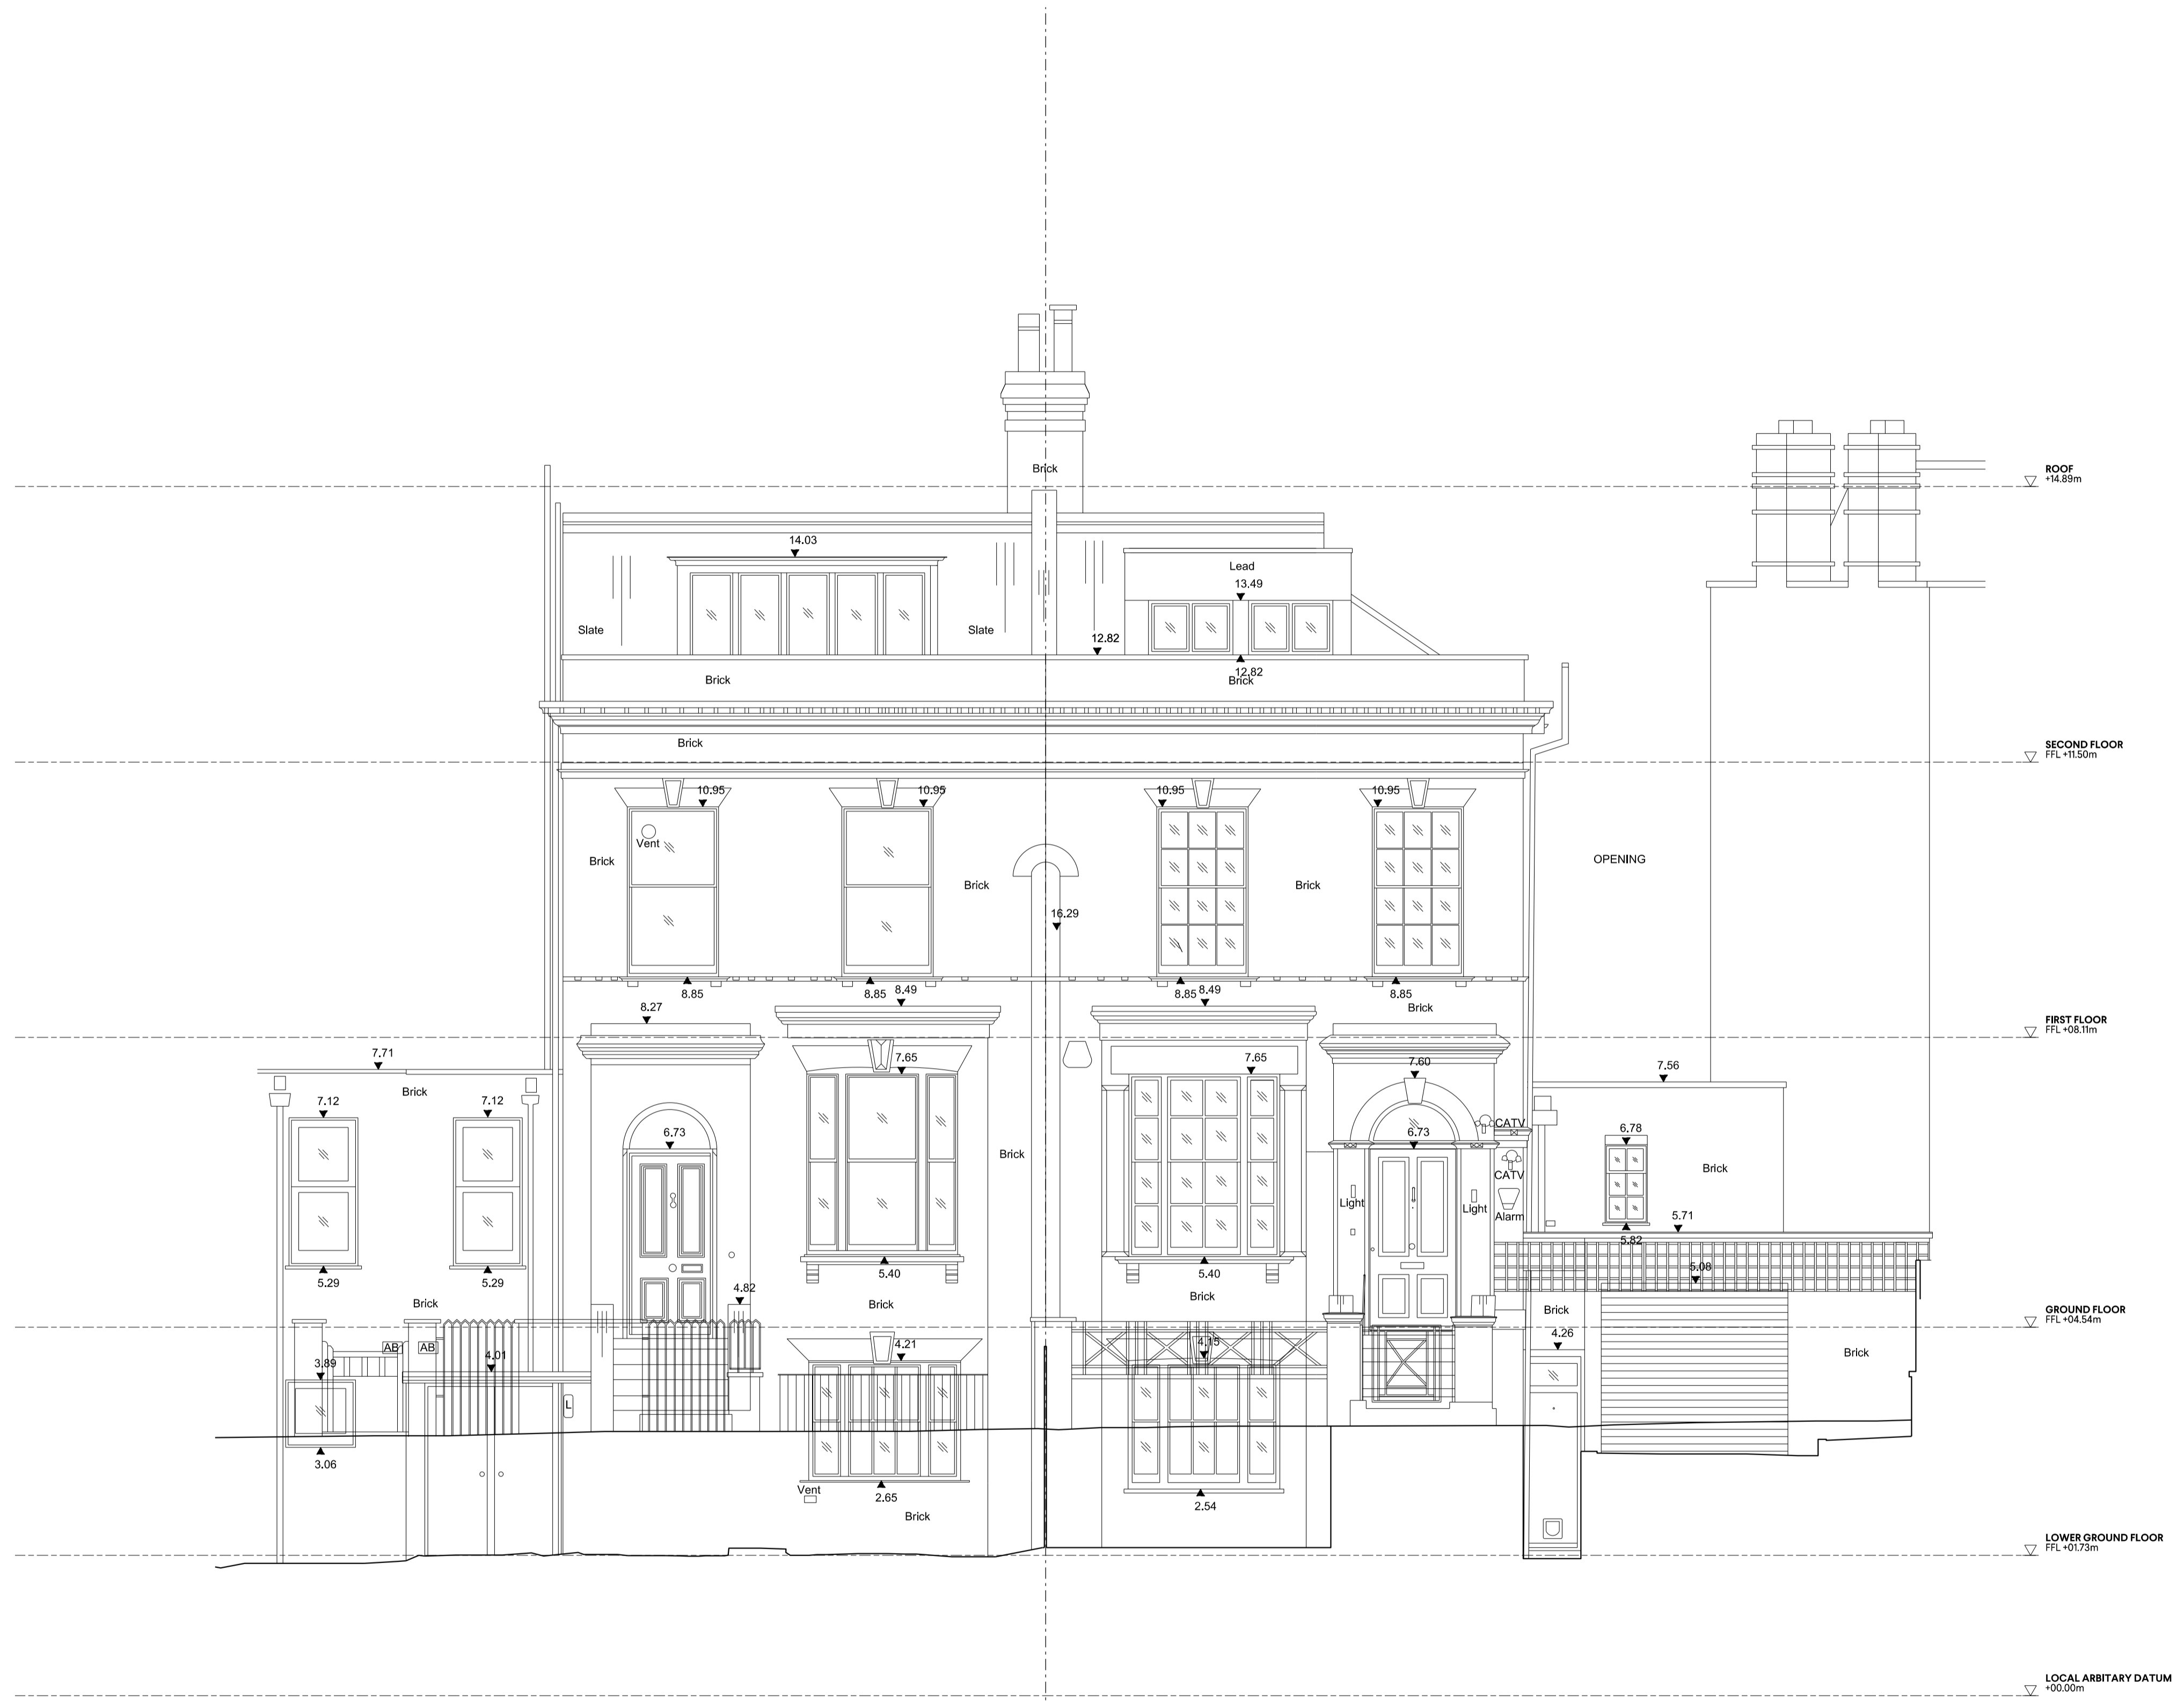 Brick
ROOF
+14.89m
14.03
Lead
13.49
Slate
Slate
12.82
12.82
Brick
Brick
Brick
SECOND FLOOR
FFL +11.50m
10.95
10.95
10.95
10.95
Vent
Brick
Brick
Brick
OPENING
16.29
8.85
8.85
8.49
8.85
8.49
8.85
8.27
Brick
FIRST FLOOR
FFL +08.11m
7.71
7.65
7.65
7.60
7.56
Brick
7.12
7.12
6.73
6.73
CATV
6.78
Brick
Brick
CATV
Light
Light
Alarm
5.71
5.82
5.29
5.29
5.40
5.40
5.08
4.82
Brick
Brick
Brick
Brick
GROUND FLOOR
FFL +04.54m
AB
AB
4.01
3.89
4.21
4.15
4.26
Brick
L
3.06
Vent
2.65
2.54
Brick
LOWER GROUND FLOOR
FFL +01.73m
LOCAL ARBITARY DATUM
+00.00m